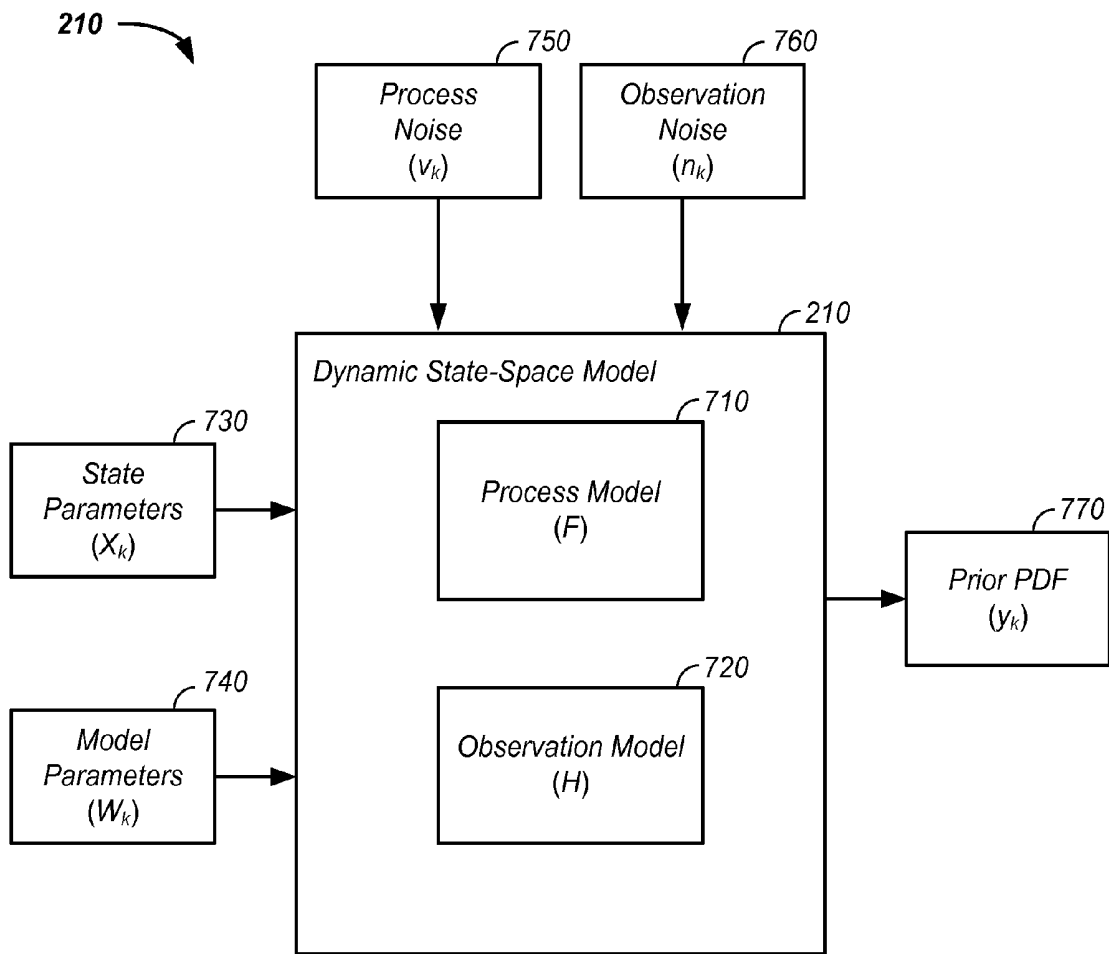 210
750
Process
Noise
(vₖ)
760
Observation
Noise
(nₖ)
210
Dynamic State-Space Model
710
Process Model
(F)
730
State
Parameters
(Xₖ)
770
Prior PDF
(yₖ)
740
Model
Parameters
(Wₖ)
720
Observation Model
(H)